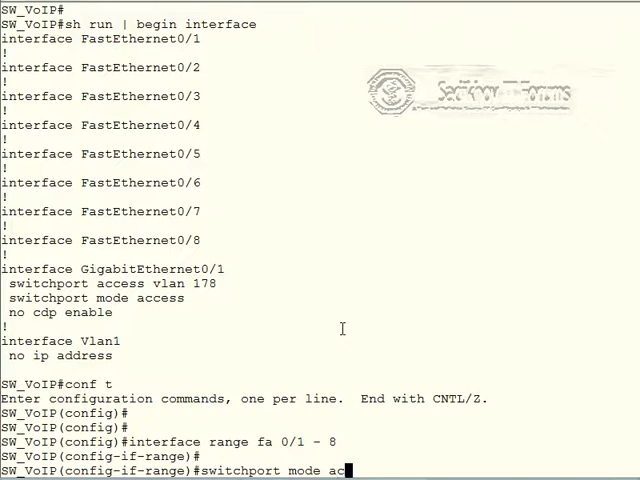 SW_VoIP#
SW_VoIP#sh run | begin interface
interface FastEthernet0/1
!
interface FastEthernet0/2
!
interface FastEthernet0/3
!
interface FastEthernet0/4
!
interface FastEthernet0/5
!
interface FastEthernet0/6
!
interface FastEthernet0/7
!
interface FastEthernet0/8
!
interface GigabitEthernet0/1
 switchport access vlan 178
 switchport mode access
 no cdp enable
!
interface Vlan1
 no ip address
SW_VoIP#conf t
Enter configuration commands, one per line.  End with CNTL/Z.
SW_VoIP(config)#
SW_VoIP(config)#
SW_VoIP(config)#interface range fa 0/1 - 8
SW_VoIP(config-if-range)#
SW_VoIP(config-if-range)#switchport mode ac